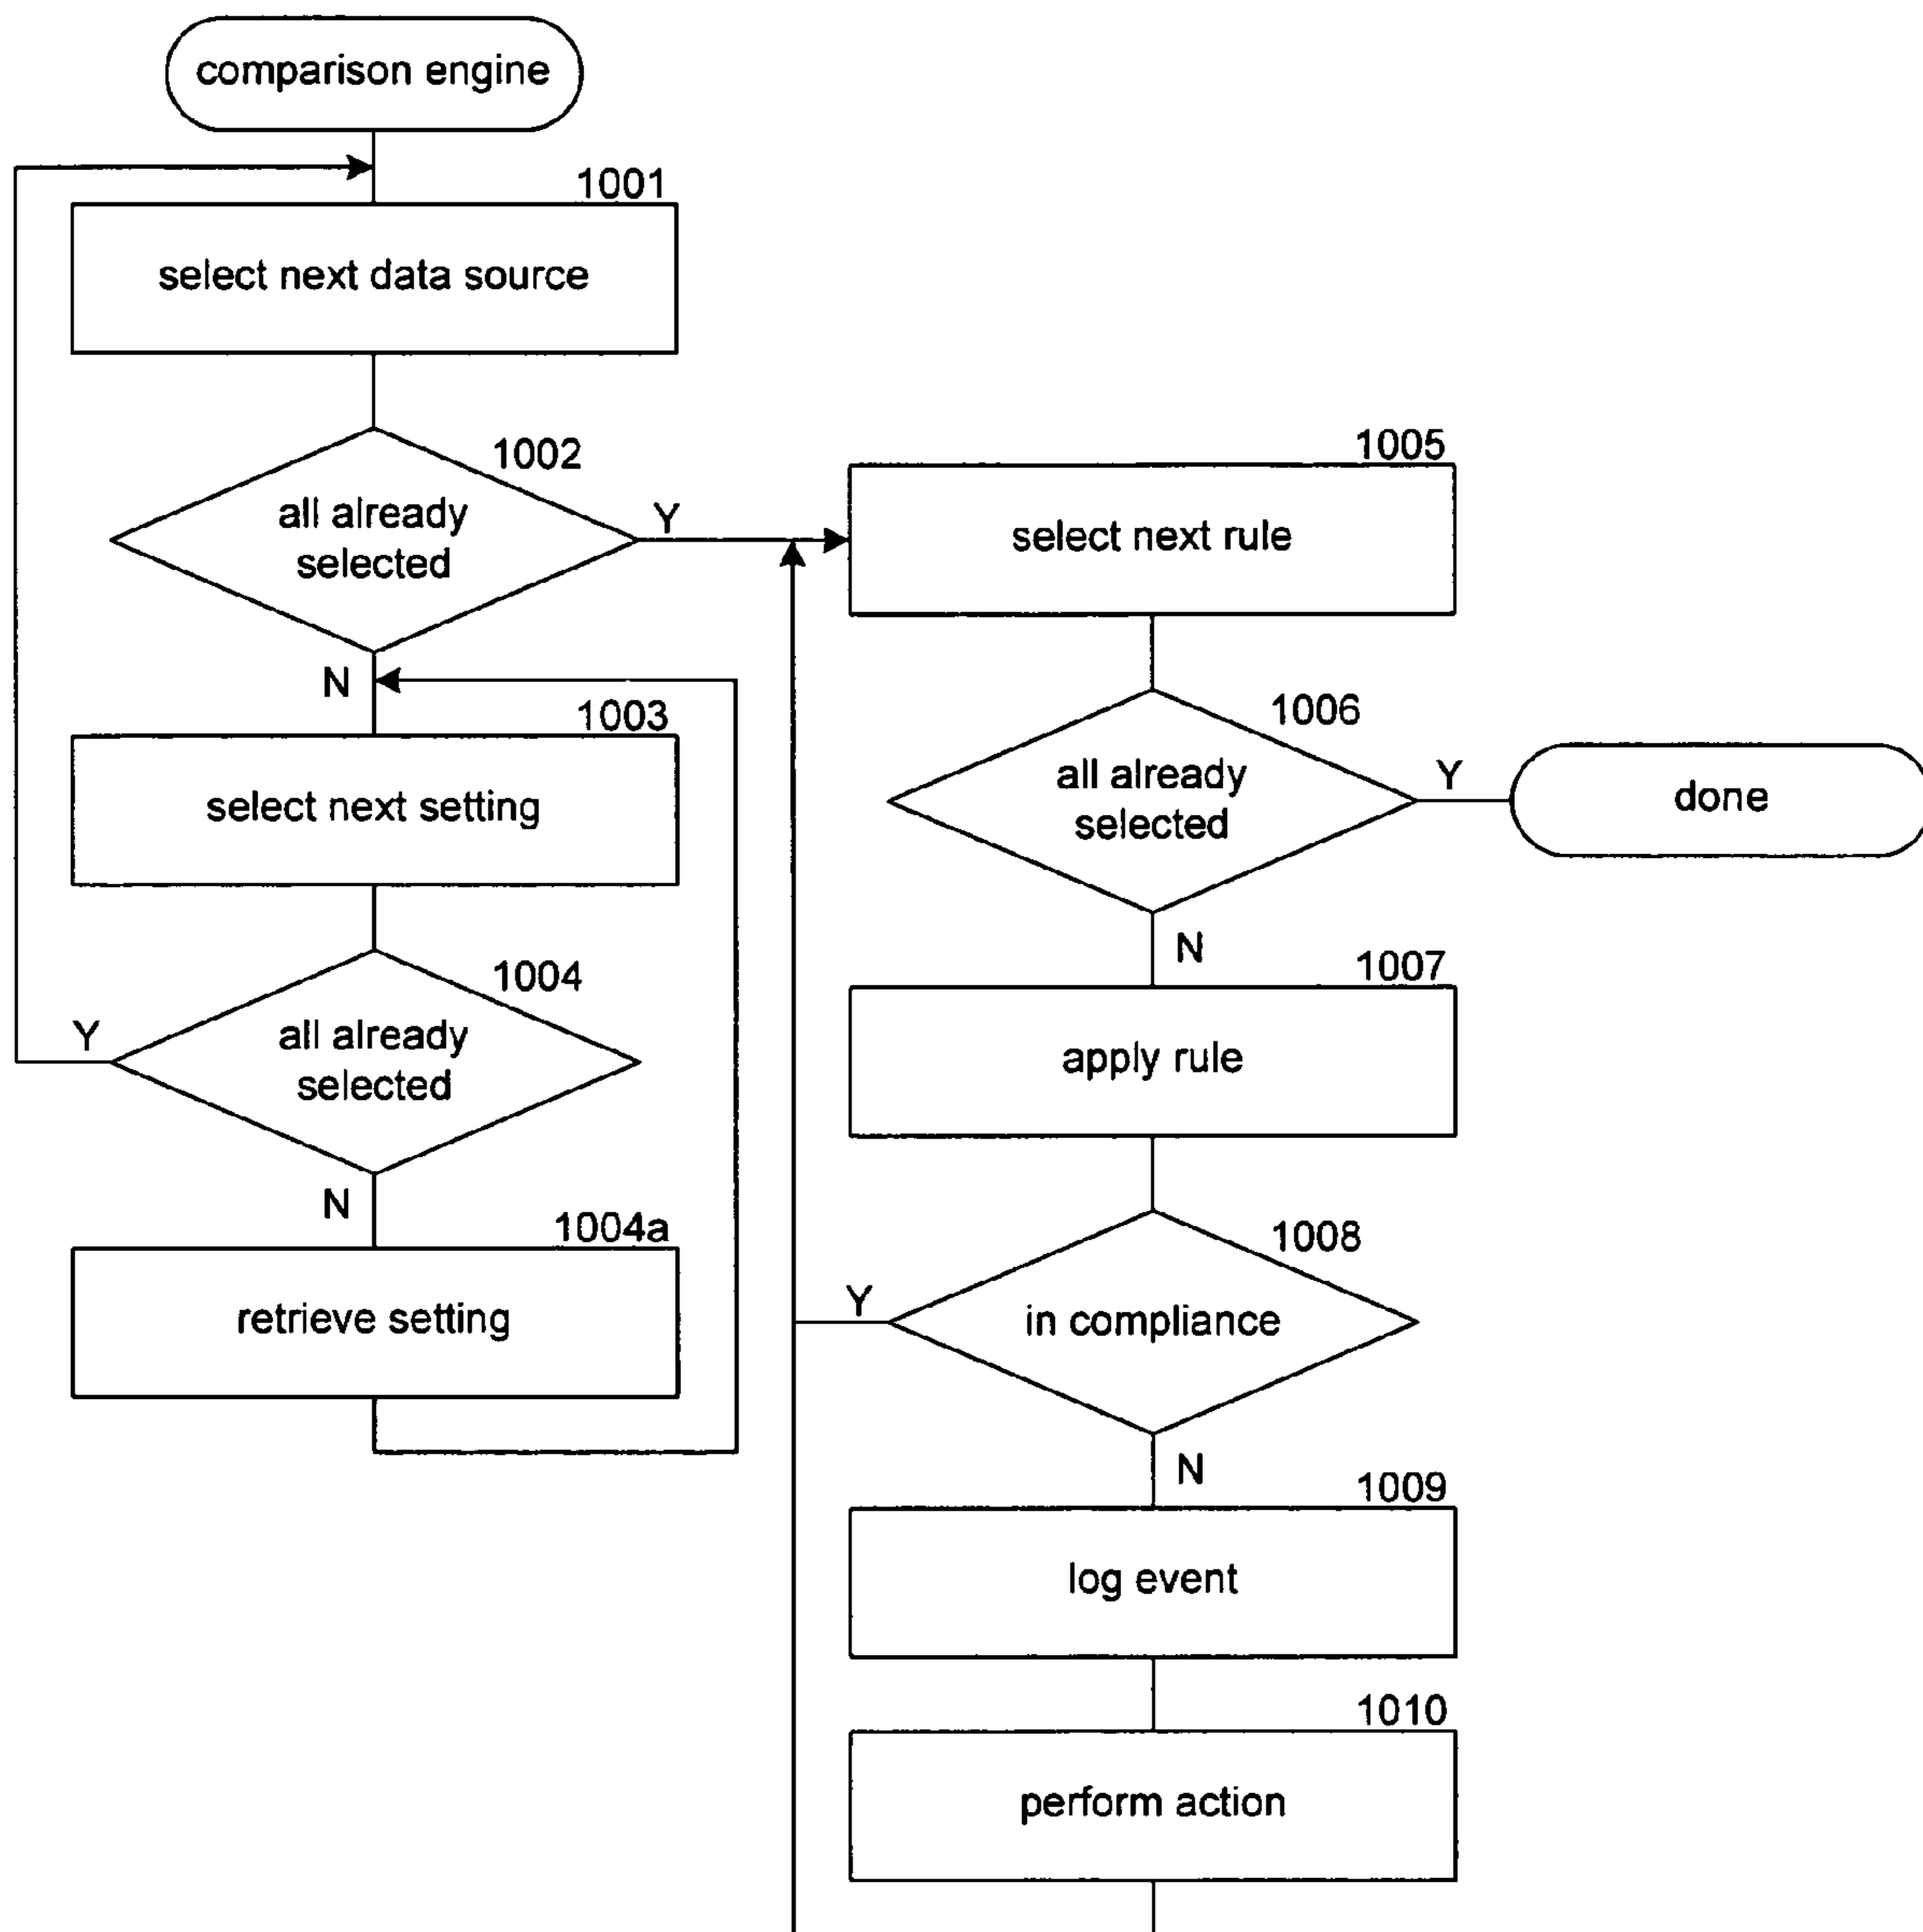 comparison engine
1001
select next data source
1002
all already
selected
Y
N
1003
select next setting
1004
all already
selected
Y
N
1004a
retrieve setting
1005
select next rule
1006
all already
selected
Y
done
N
1007
apply rule
1008
in compliance
Y
N
1009
log event
1010
perform action